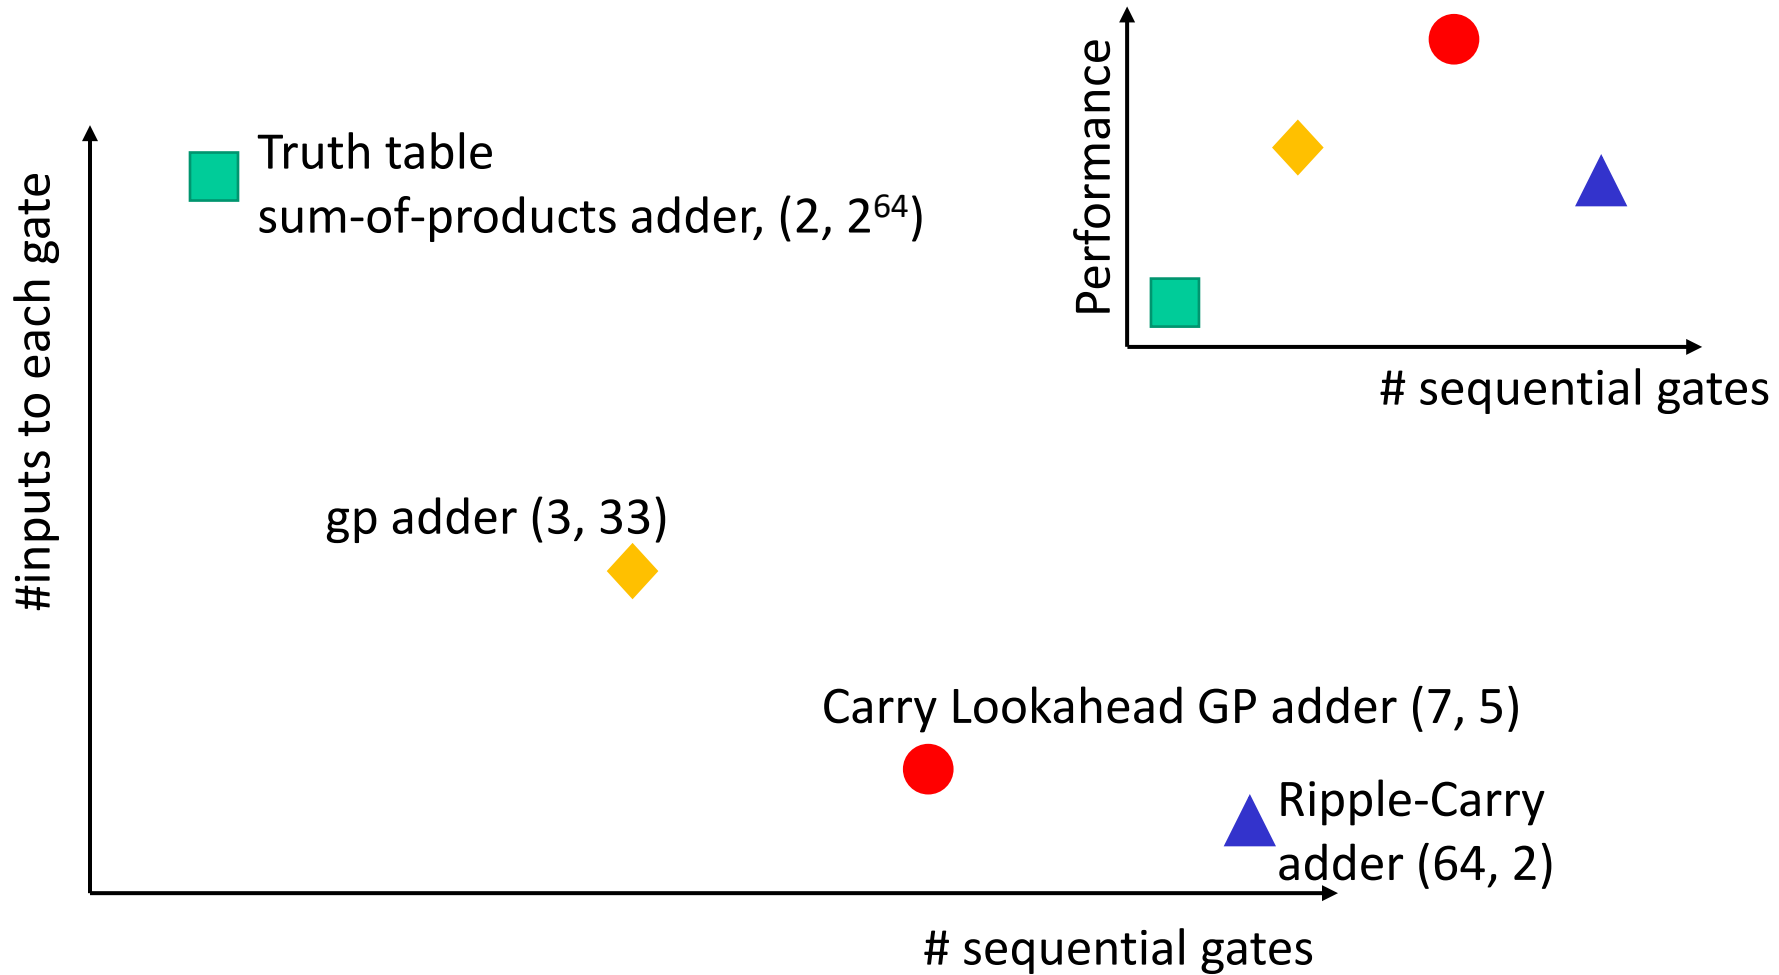 Performance
# sequential gates
#inputs to each gate
Truth table
sum-of-products adder, (2, 2⁶⁴)
gp adder (3, 33)
Carry Lookahead GP adder (7, 5)
Ripple-Carry
adder (64, 2)
# sequential gates